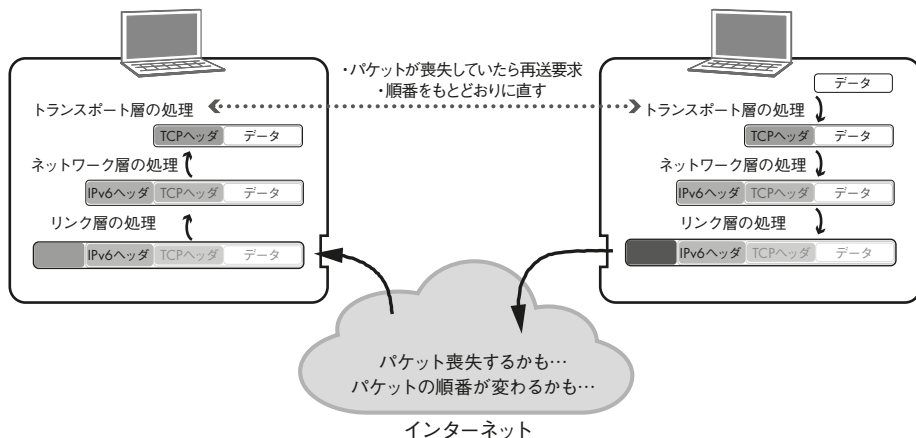 ・パケットが喪失していたら再送要求
・順番をもとどおりに直す
トランスポート層の処理
TCPヘッダ データ
ネットワーク層の処理
IPv6ヘッダ TCPヘッダ データ
リンク層の処理
IPv6ヘッダ TCPヘッダ データ
データ
トランスポート層の処理
TCPヘッダ データ
ネットワーク層の処理
IPv6ヘッダ TCPヘッダ データ
リンク層の処理
IPv6ヘッダ TCPヘッダ データ
パケット喪失するかも…
パケットの順番が変わるかも…
インターネット